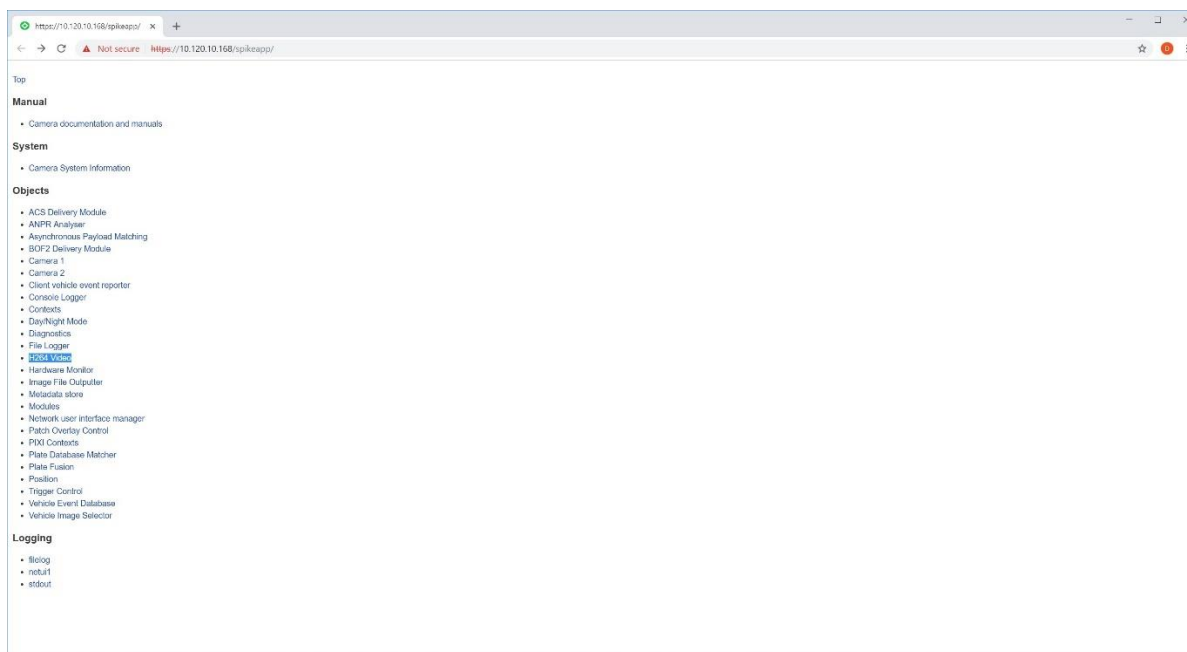 https://10.120.10.168/spikeapp/
Not secure https://10.120.10.168/spikeapp/
D
Top
Manual
• Camera documentation and manuals
System
• Camera System Information
Objects
• ACS Delivery Module
• ANPR Analyser
• Asynchronous Payload Matching
• BOF2 Delivery Module
• Camera 1
• Camera 2
• Client vehicle event reporter
• Console Logger
• Contexts
• Day/Night Mode
• Diagnostics
• File Logger
• H264 Video
• Hardware Monitor
• Image File Outputter
• Metadata store
• Modules
• Network user interface manager
• Patch Overlay Control
• PIXI Contexts
• Plate Database Matcher
• Plate Fusion
• Position
• Trigger Control
• Vehicle Event Database
• Vehicle Image Selector
Logging
• filelog
• netui1
• stdout